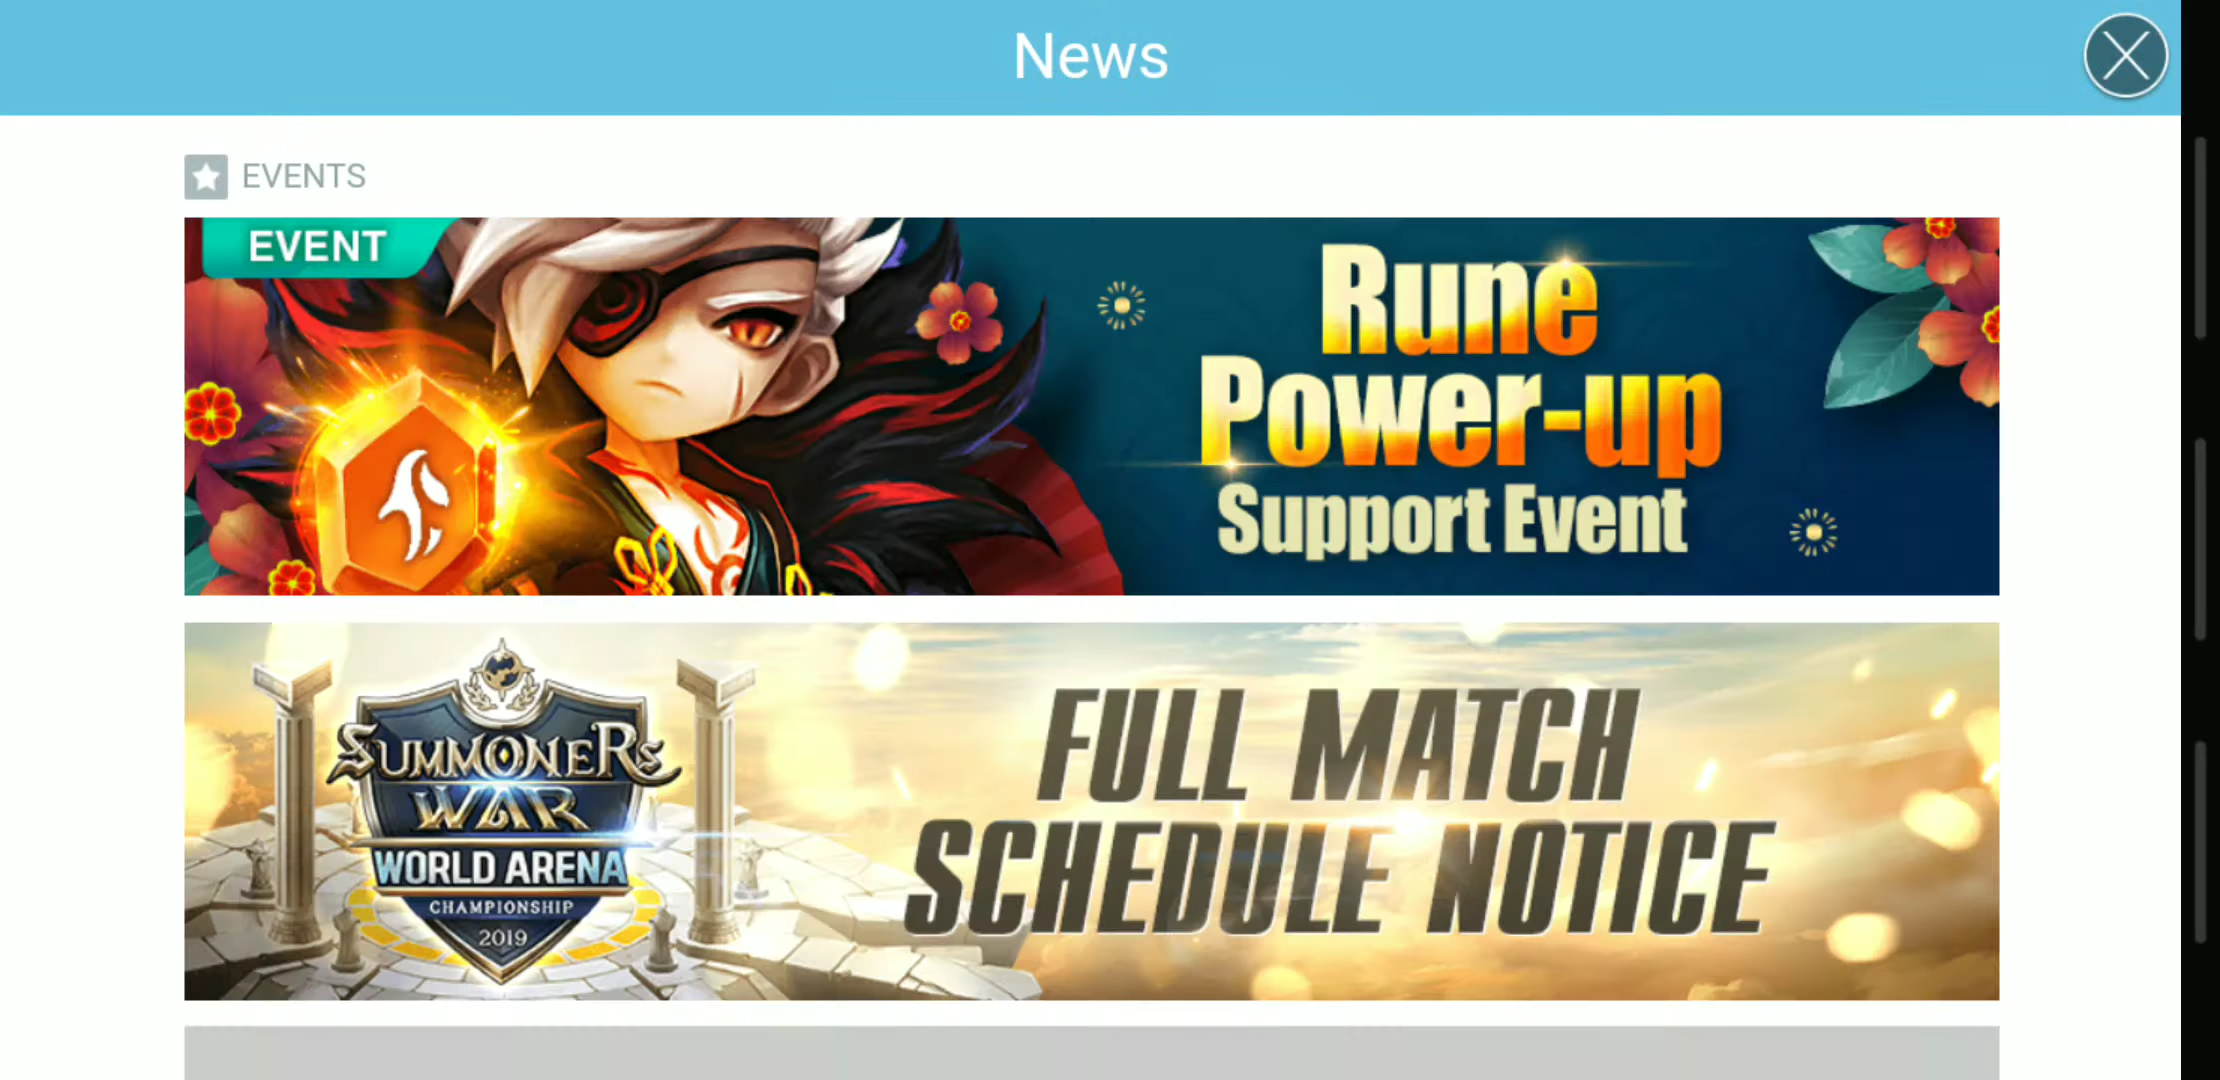 News
EVENTS
EVENT
Rune
Power-up
Support Event
SUMMONERS
WAR
WORLD ARENA
CHAMPIONSHIP
2019
FULL MATCH
SCHEDULE NOTICE